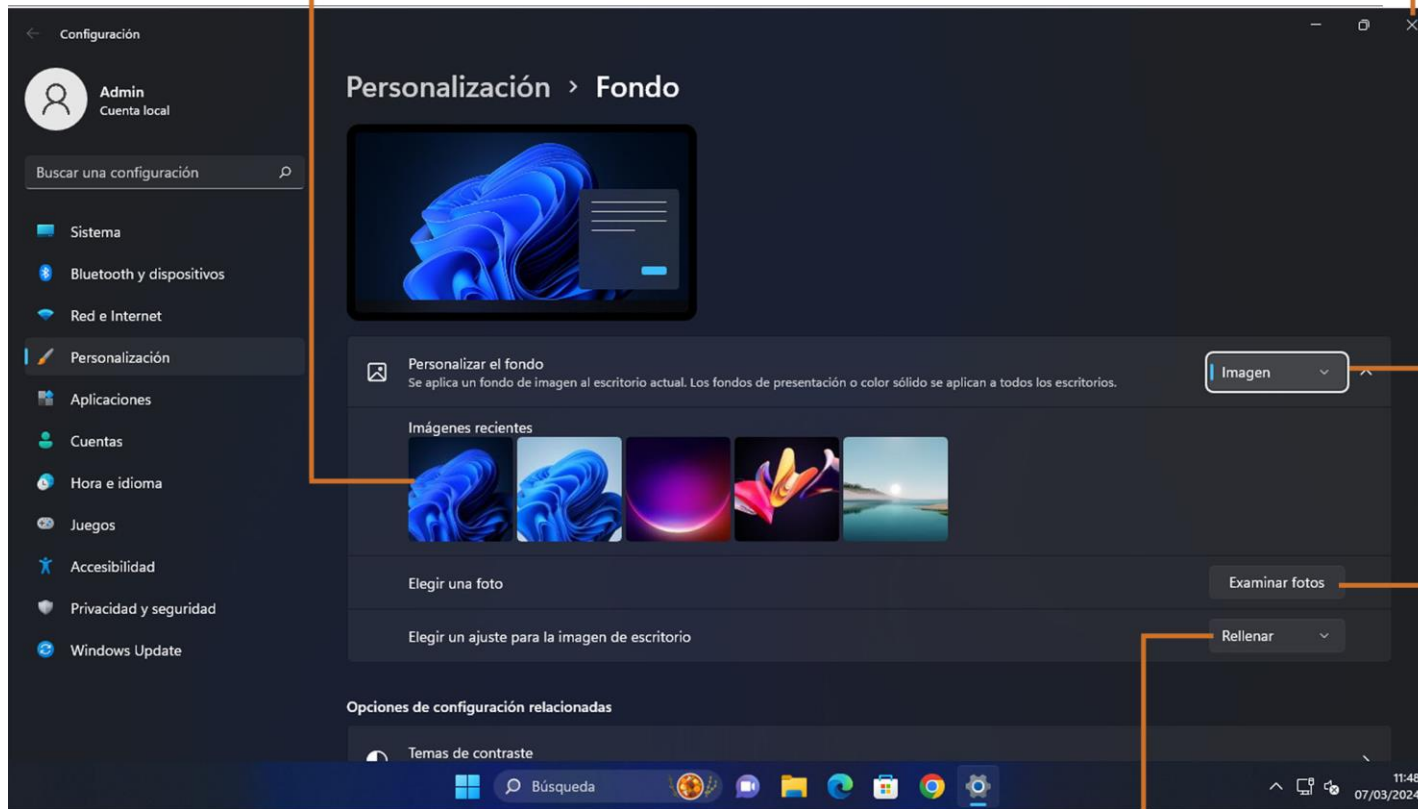 Configuración
Admin
Cuenta local
Buscar una configuración
Sistema
Bluetooth y dispositivos
Red e Internet
Personalización
Aplicaciones
Cuentas
Hora e idioma
Juegos
Accesibilidad
Privacidad y seguridad
Windows Update
Personalización > Fondo
Personalizar el fondo
Se aplica un fondo de imagen al escritorio actual. Los fondos de presentación o color sólido se aplican a todos los escritorios.
Imagen
Imágenes recientes
Elegir una foto
Examinar fotos
Elegir un ajuste para la imagen de escritorio
Rellenar
Opciones de configuración relacionadas
Temas de contraste
Búsqueda
11:48
07/03/2024